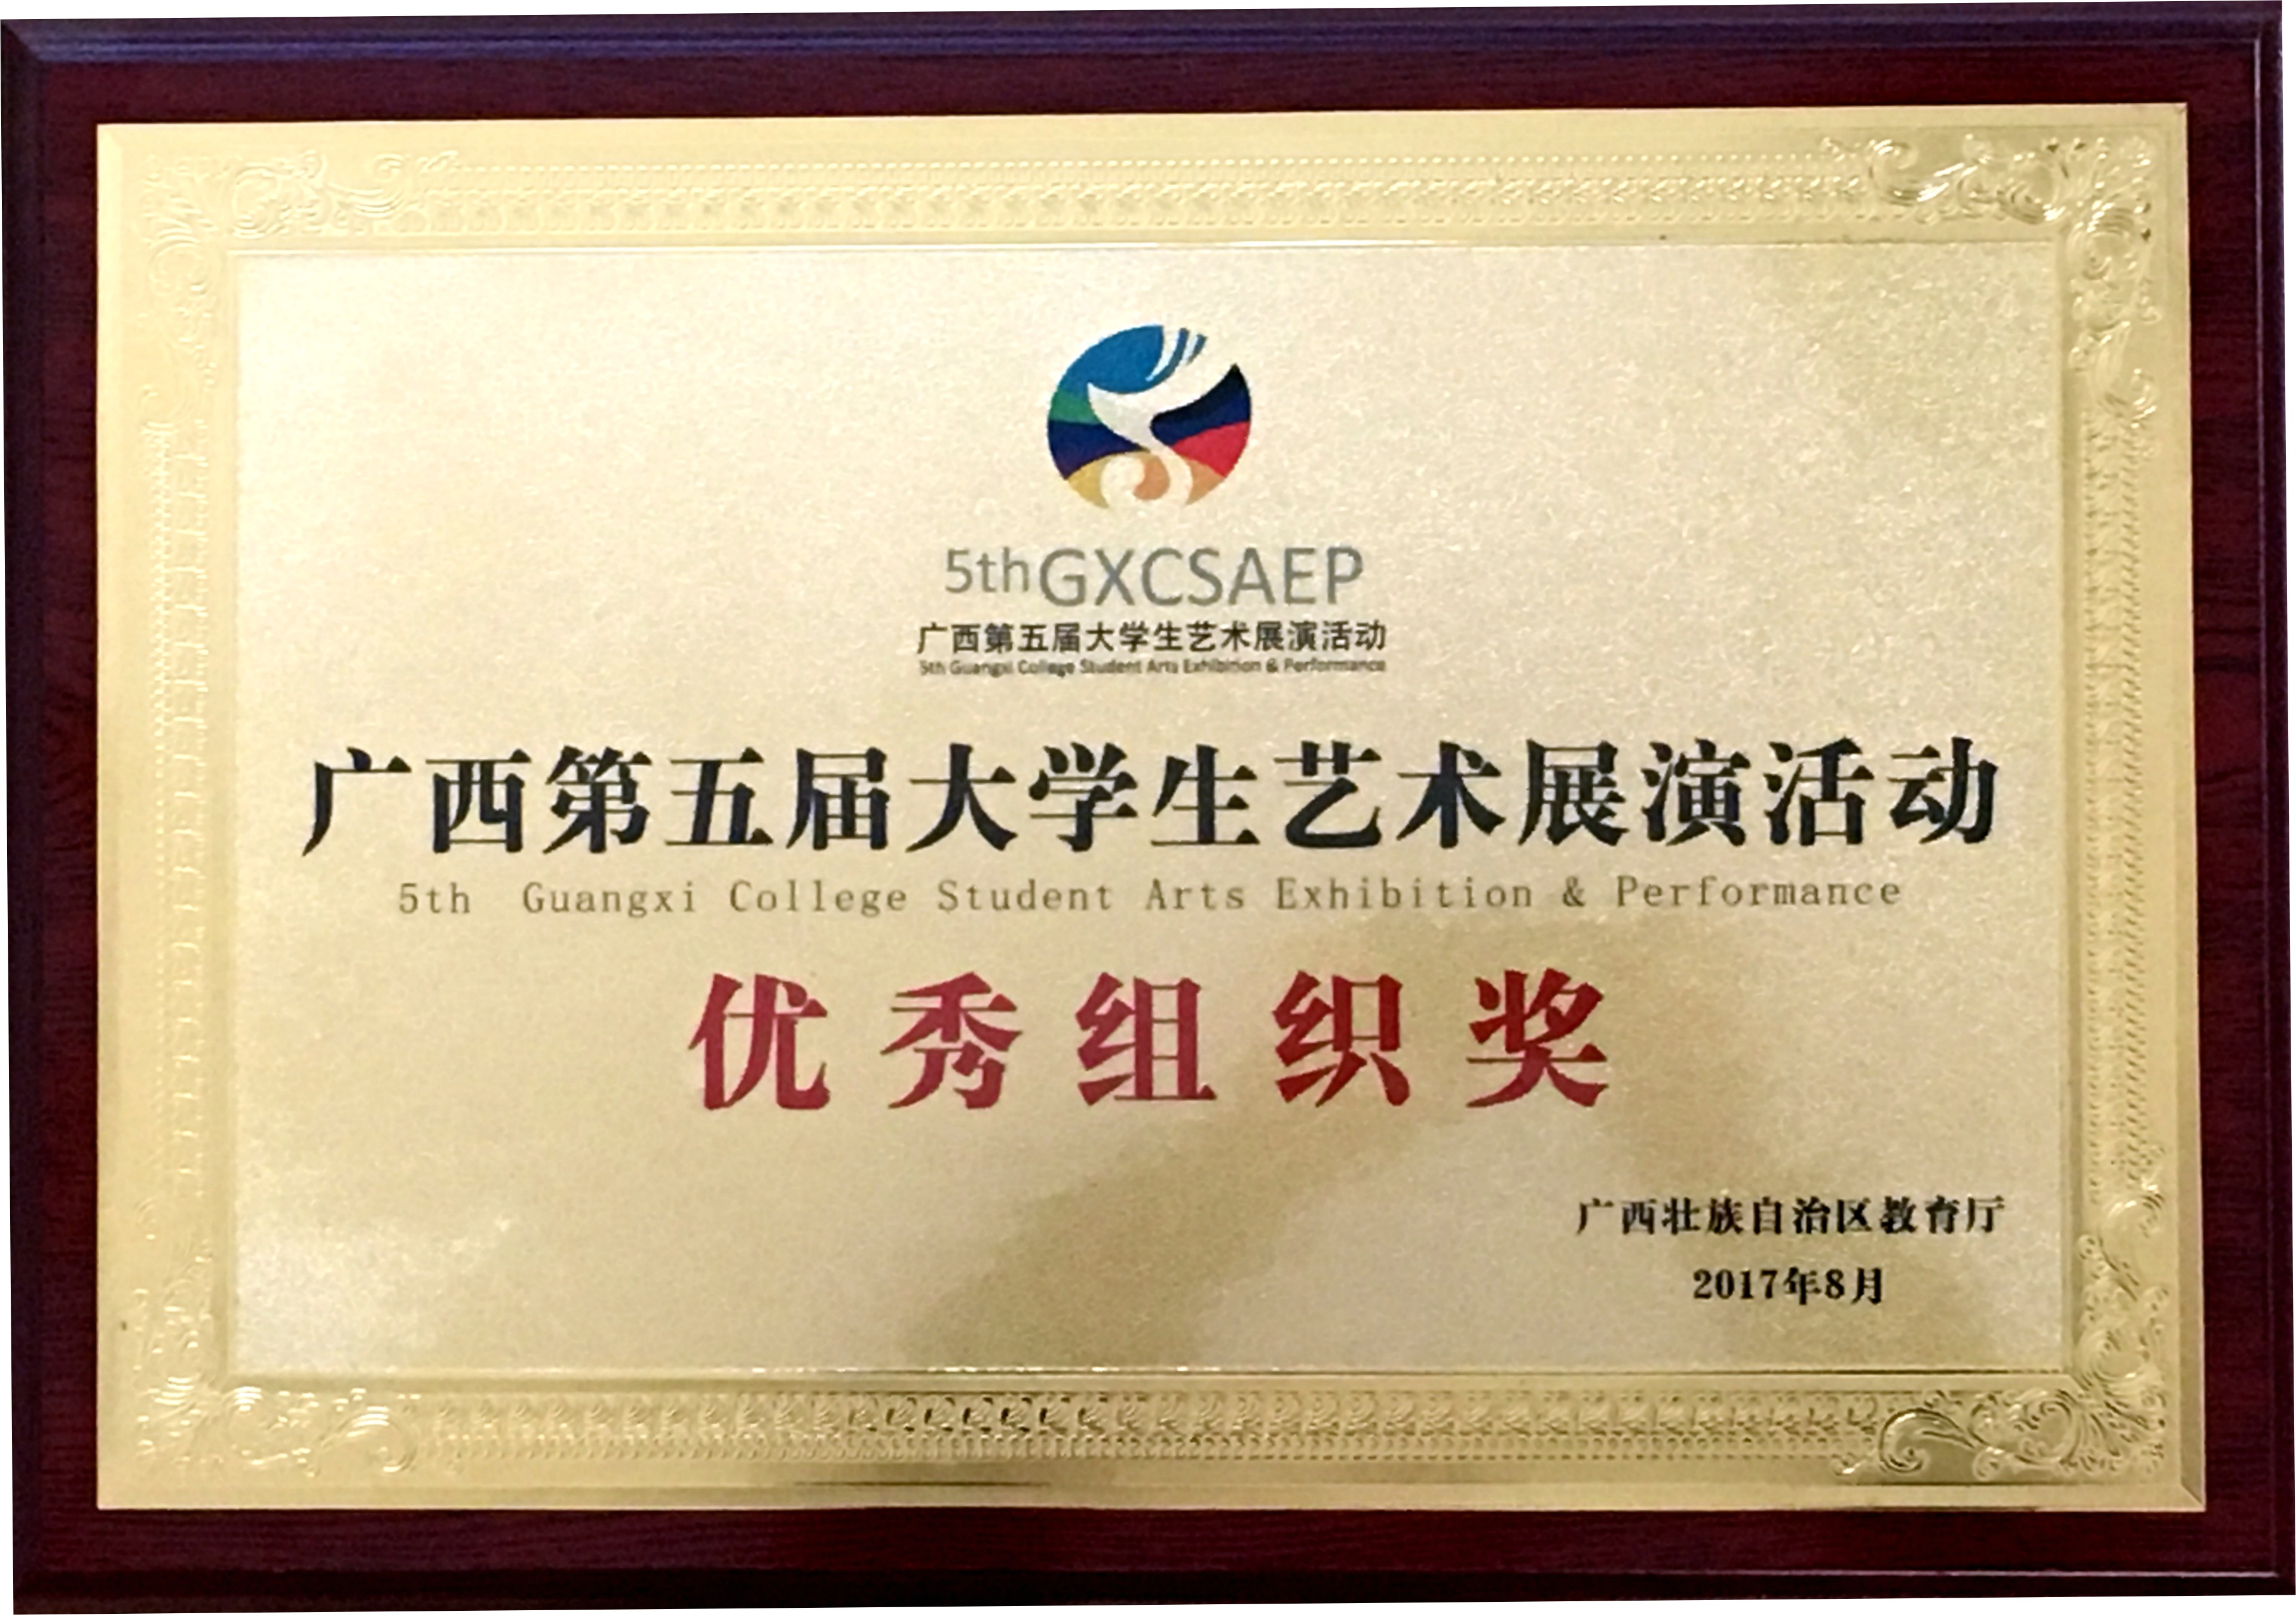 5thGXCSAEP
广西第五届大学生艺术展演活动
5th Guangxi College Student Arts Exhibition & Performance
广西第五届大学生艺术展演活动
5th Guangxi College Student Arts Exhibition & Performance
优秀组织奖
广西壮族自治区教育厅
2017年8月